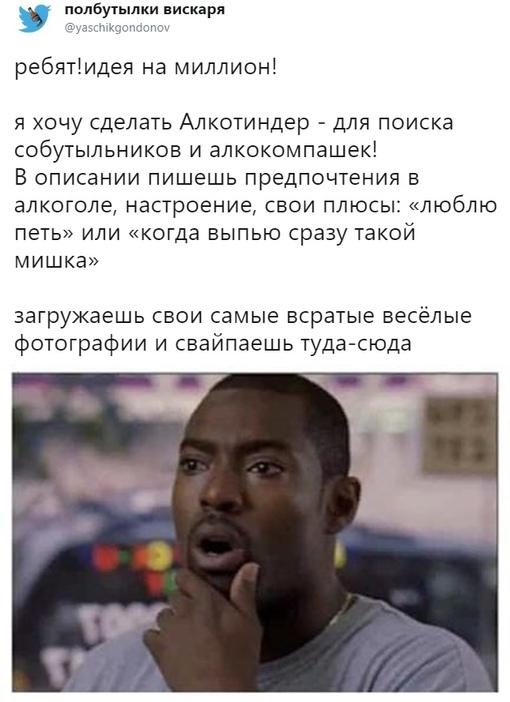 полбутылки вискаря
@yaschikgondonov
ребят!идея на миллион!
я хочу сделать Алкотиндер - для поиска
собутыльников и алкокомпашек!
В описании пишешь предпочтения в
алкоголе, настроение, свои плюсы: «люблю
петь» или «когда выпью сразу такой
мишка»
загружаешь свои самые всратые весёлые
фотографии и свайпаешь туда-сюда